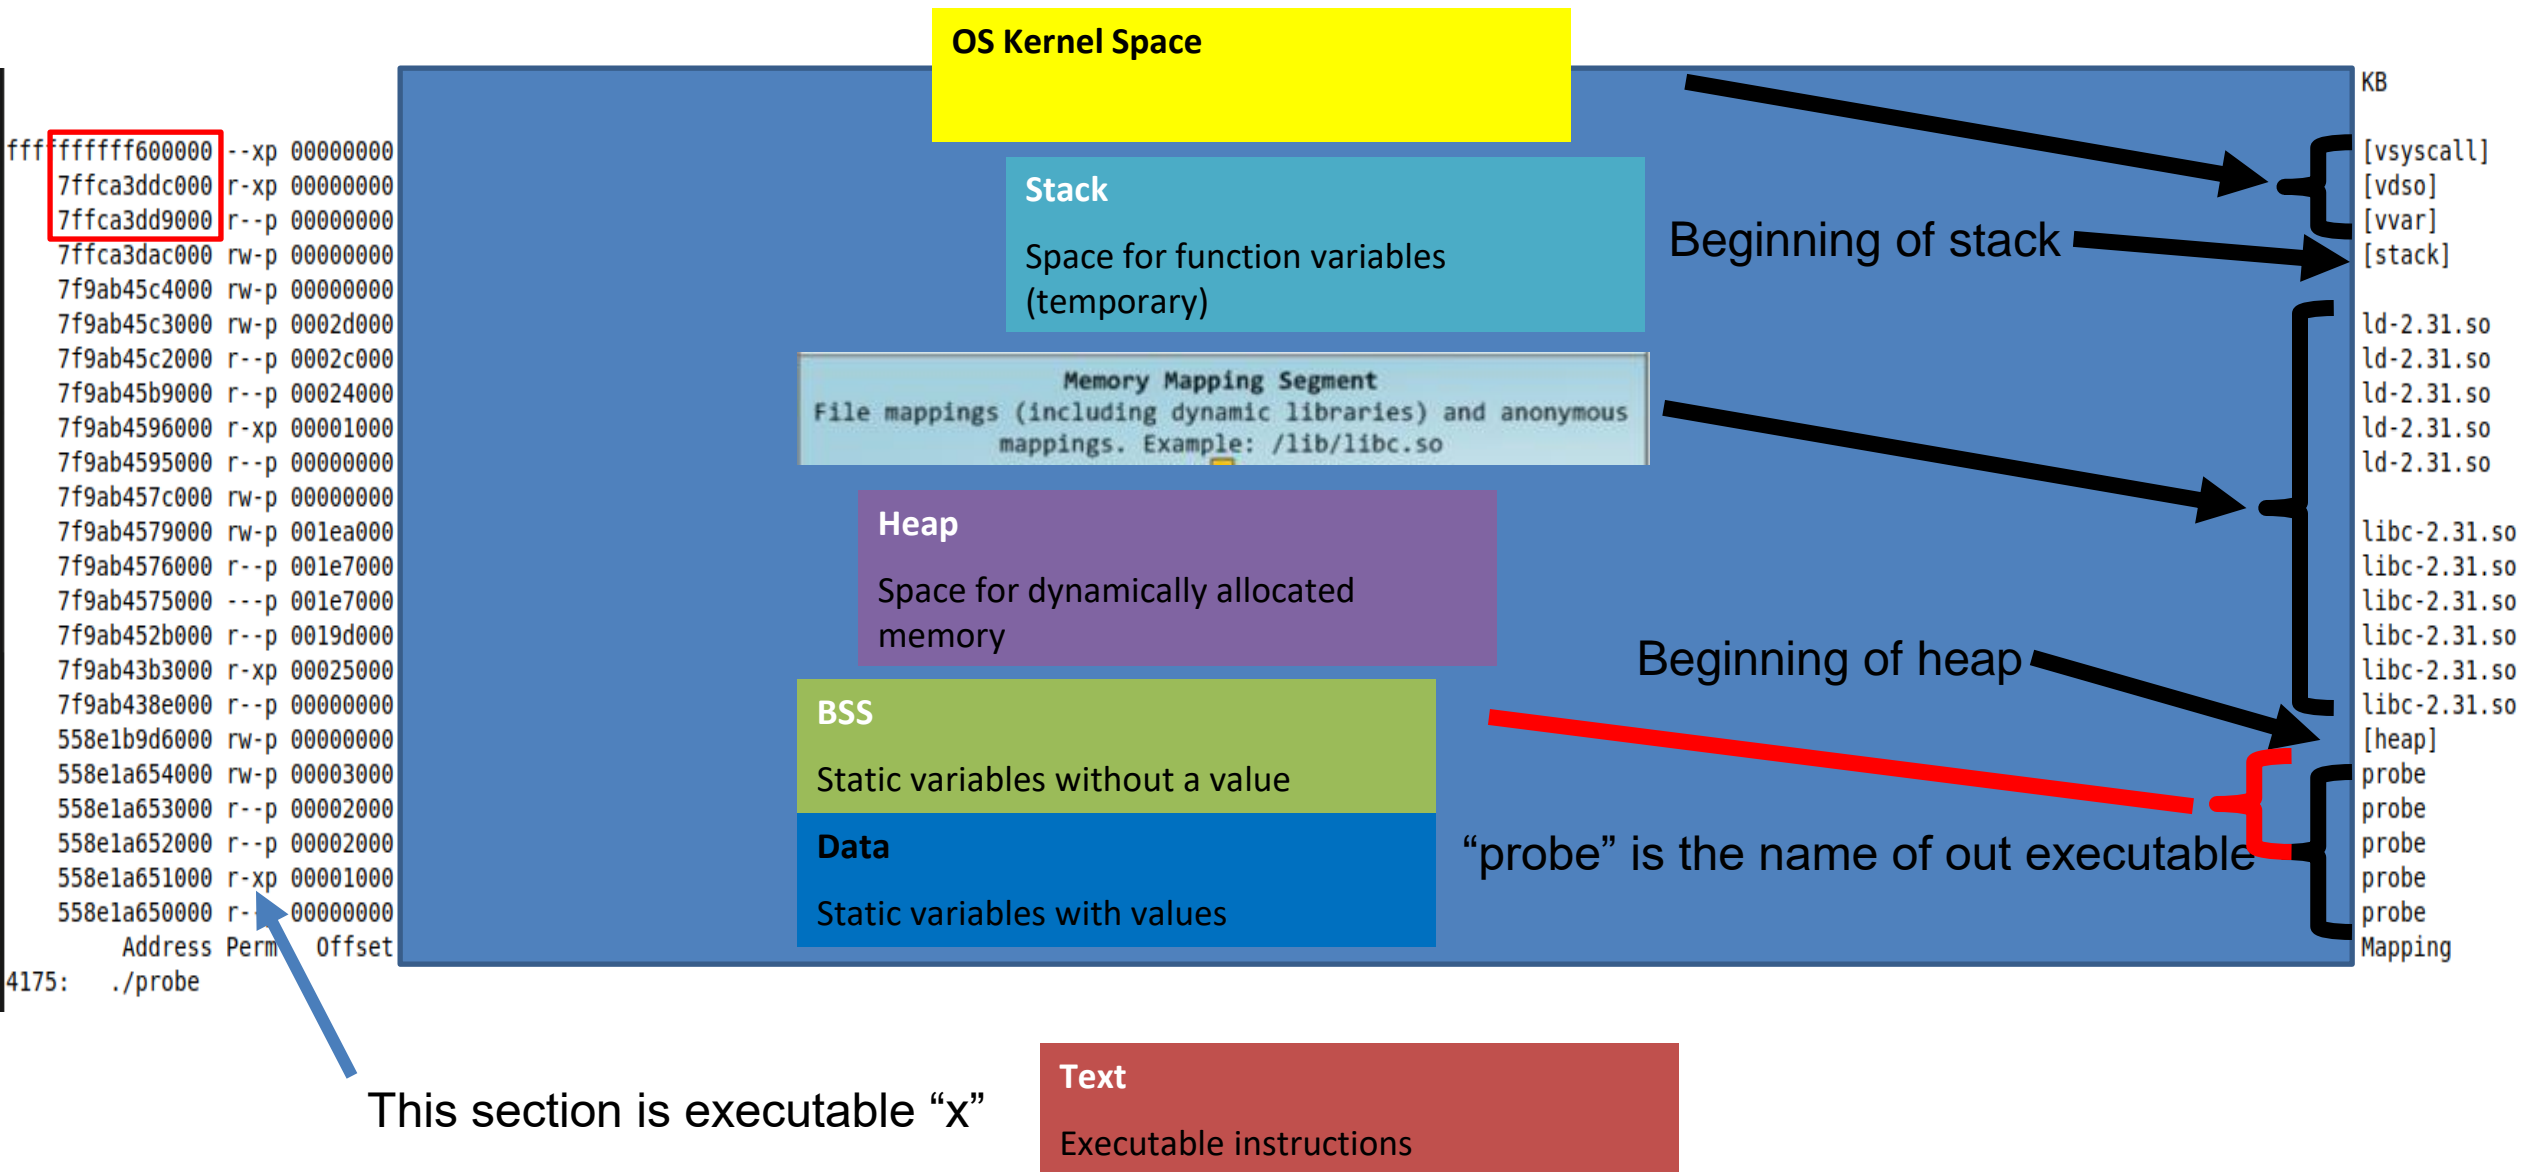 OS Kernel Space
KB
ffffffffff600000 --xp 00000000 [vsyscall]
7ffca3ddc000 r-xp 00000000 [vdso]
7ffca3dd9000 r--p 00000000 [vvar]
7ffca3dac000 rw-p 00000000 [stack]
7f9ab45c4000 rw-p 00000000
7f9ab45c3000 rw-p 0002d000 ld-2.31.so
7f9ab45c2000 r--p 0002c000 ld-2.31.so
7f9ab45b9000 r--p 00024000 ld-2.31.so
7f9ab4596000 r-xp 00001000 ld-2.31.so
7f9ab4595000 r--p 00000000 ld-2.31.so
7f9ab457c000 rw-p 00000000
7f9ab4579000 rw-p 001ea000 libc-2.31.so
7f9ab4576000 r--p 001e7000 libc-2.31.so
7f9ab4575000 ---p 001e7000 libc-2.31.so
7f9ab452b000 r--p 0019d000 libc-2.31.so
7f9ab43b3000 r-xp 00025000 libc-2.31.so
7f9ab438e000 r--p 00000000 libc-2.31.so
558e1b9d6000 rw-p 00000000 [heap]
558e1a654000 rw-p 00003000 probe
558e1a653000 r--p 00002000 probe
558e1a652000 r--p 00002000 probe
558e1a651000 r-xp 00001000 probe
558e1a650000 r-- 00000000 probe
Address Perm Offset Mapping
4175: ./probe
Stack
Space for function variables
(temporary)
Beginning of stack
Memory Mapping Segment
File mappings (including dynamic libraries) and anonymous
mappings. Example: /lib/libc.so
Heap
Space for dynamically allocated
memory
Beginning of heap
BSS
Static variables without a value
Data
Static variables with values
“probe” is the name of out executable
This section is executable “x”
Text
Executable instructions